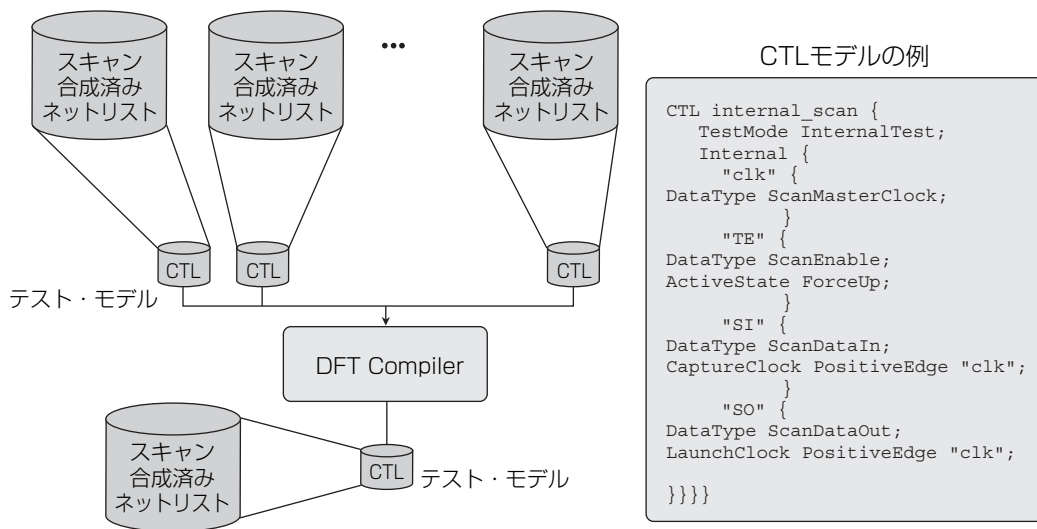 スキャン
合成済み
ネットリスト
スキャン
合成済み
ネットリスト
...
スキャン
合成済み
ネットリスト
CTL
CTL
CTL
テスト・モデル
DFT Compiler
スキャン
合成済み
ネットリスト
CTL
テスト・モデル
CTLモデルの例
CTL internal_scan {
TestMode InternalTest;
Internal {
"clk" {
DataType ScanMasterClock;
}
"TE" {
DataType ScanEnable;
ActiveState ForceUp;
}
"SI" {
DataType ScanDataIn;
CaptureClock PositiveEdge "clk";
}
"SO" {
DataType ScanDataOut;
LaunchClock PositiveEdge "clk";
}}}}